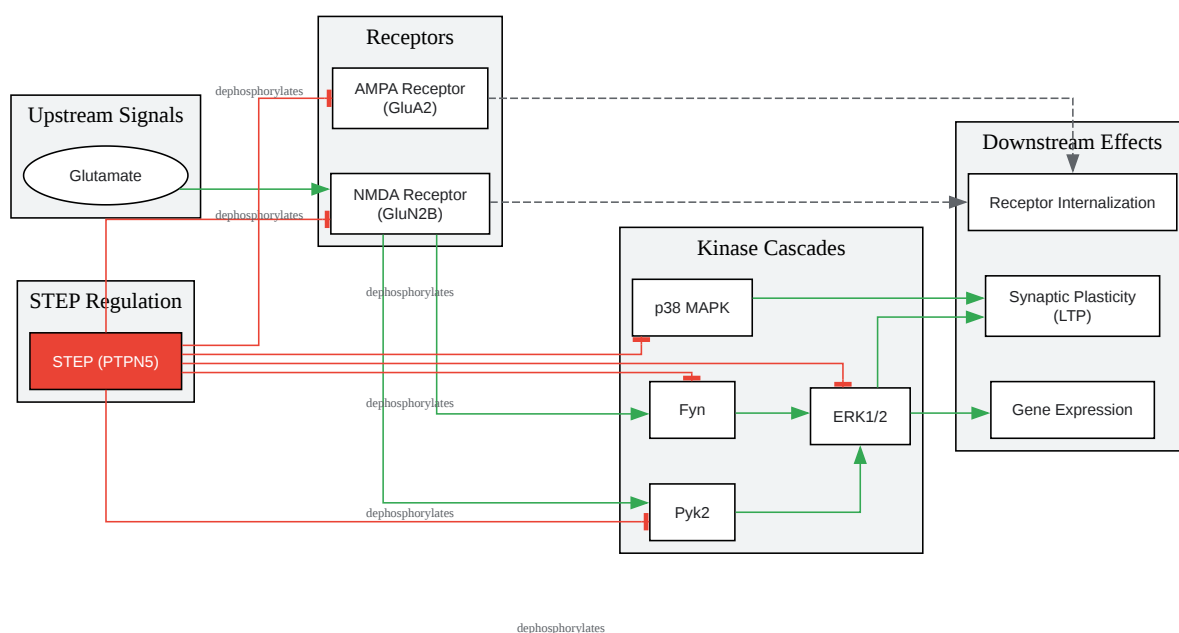 Receptors
dephosphorylates
AMPA Receptor
(GluA2)
Upstream Signals
Glutamate
NMDA Receptor
(GluN2B)
dephosphorylates
Downstream Effects
Receptor Internalization
Kinase Cascades
STEP Regulation
STEP (PTPN5)
dephosphorylates
p38 MAPK
Synaptic Plasticity
(LTP)
dephosphorylates
Fyn
ERK1/2
Gene Expression
dephosphorylates
Pyk2
dephosphorylates